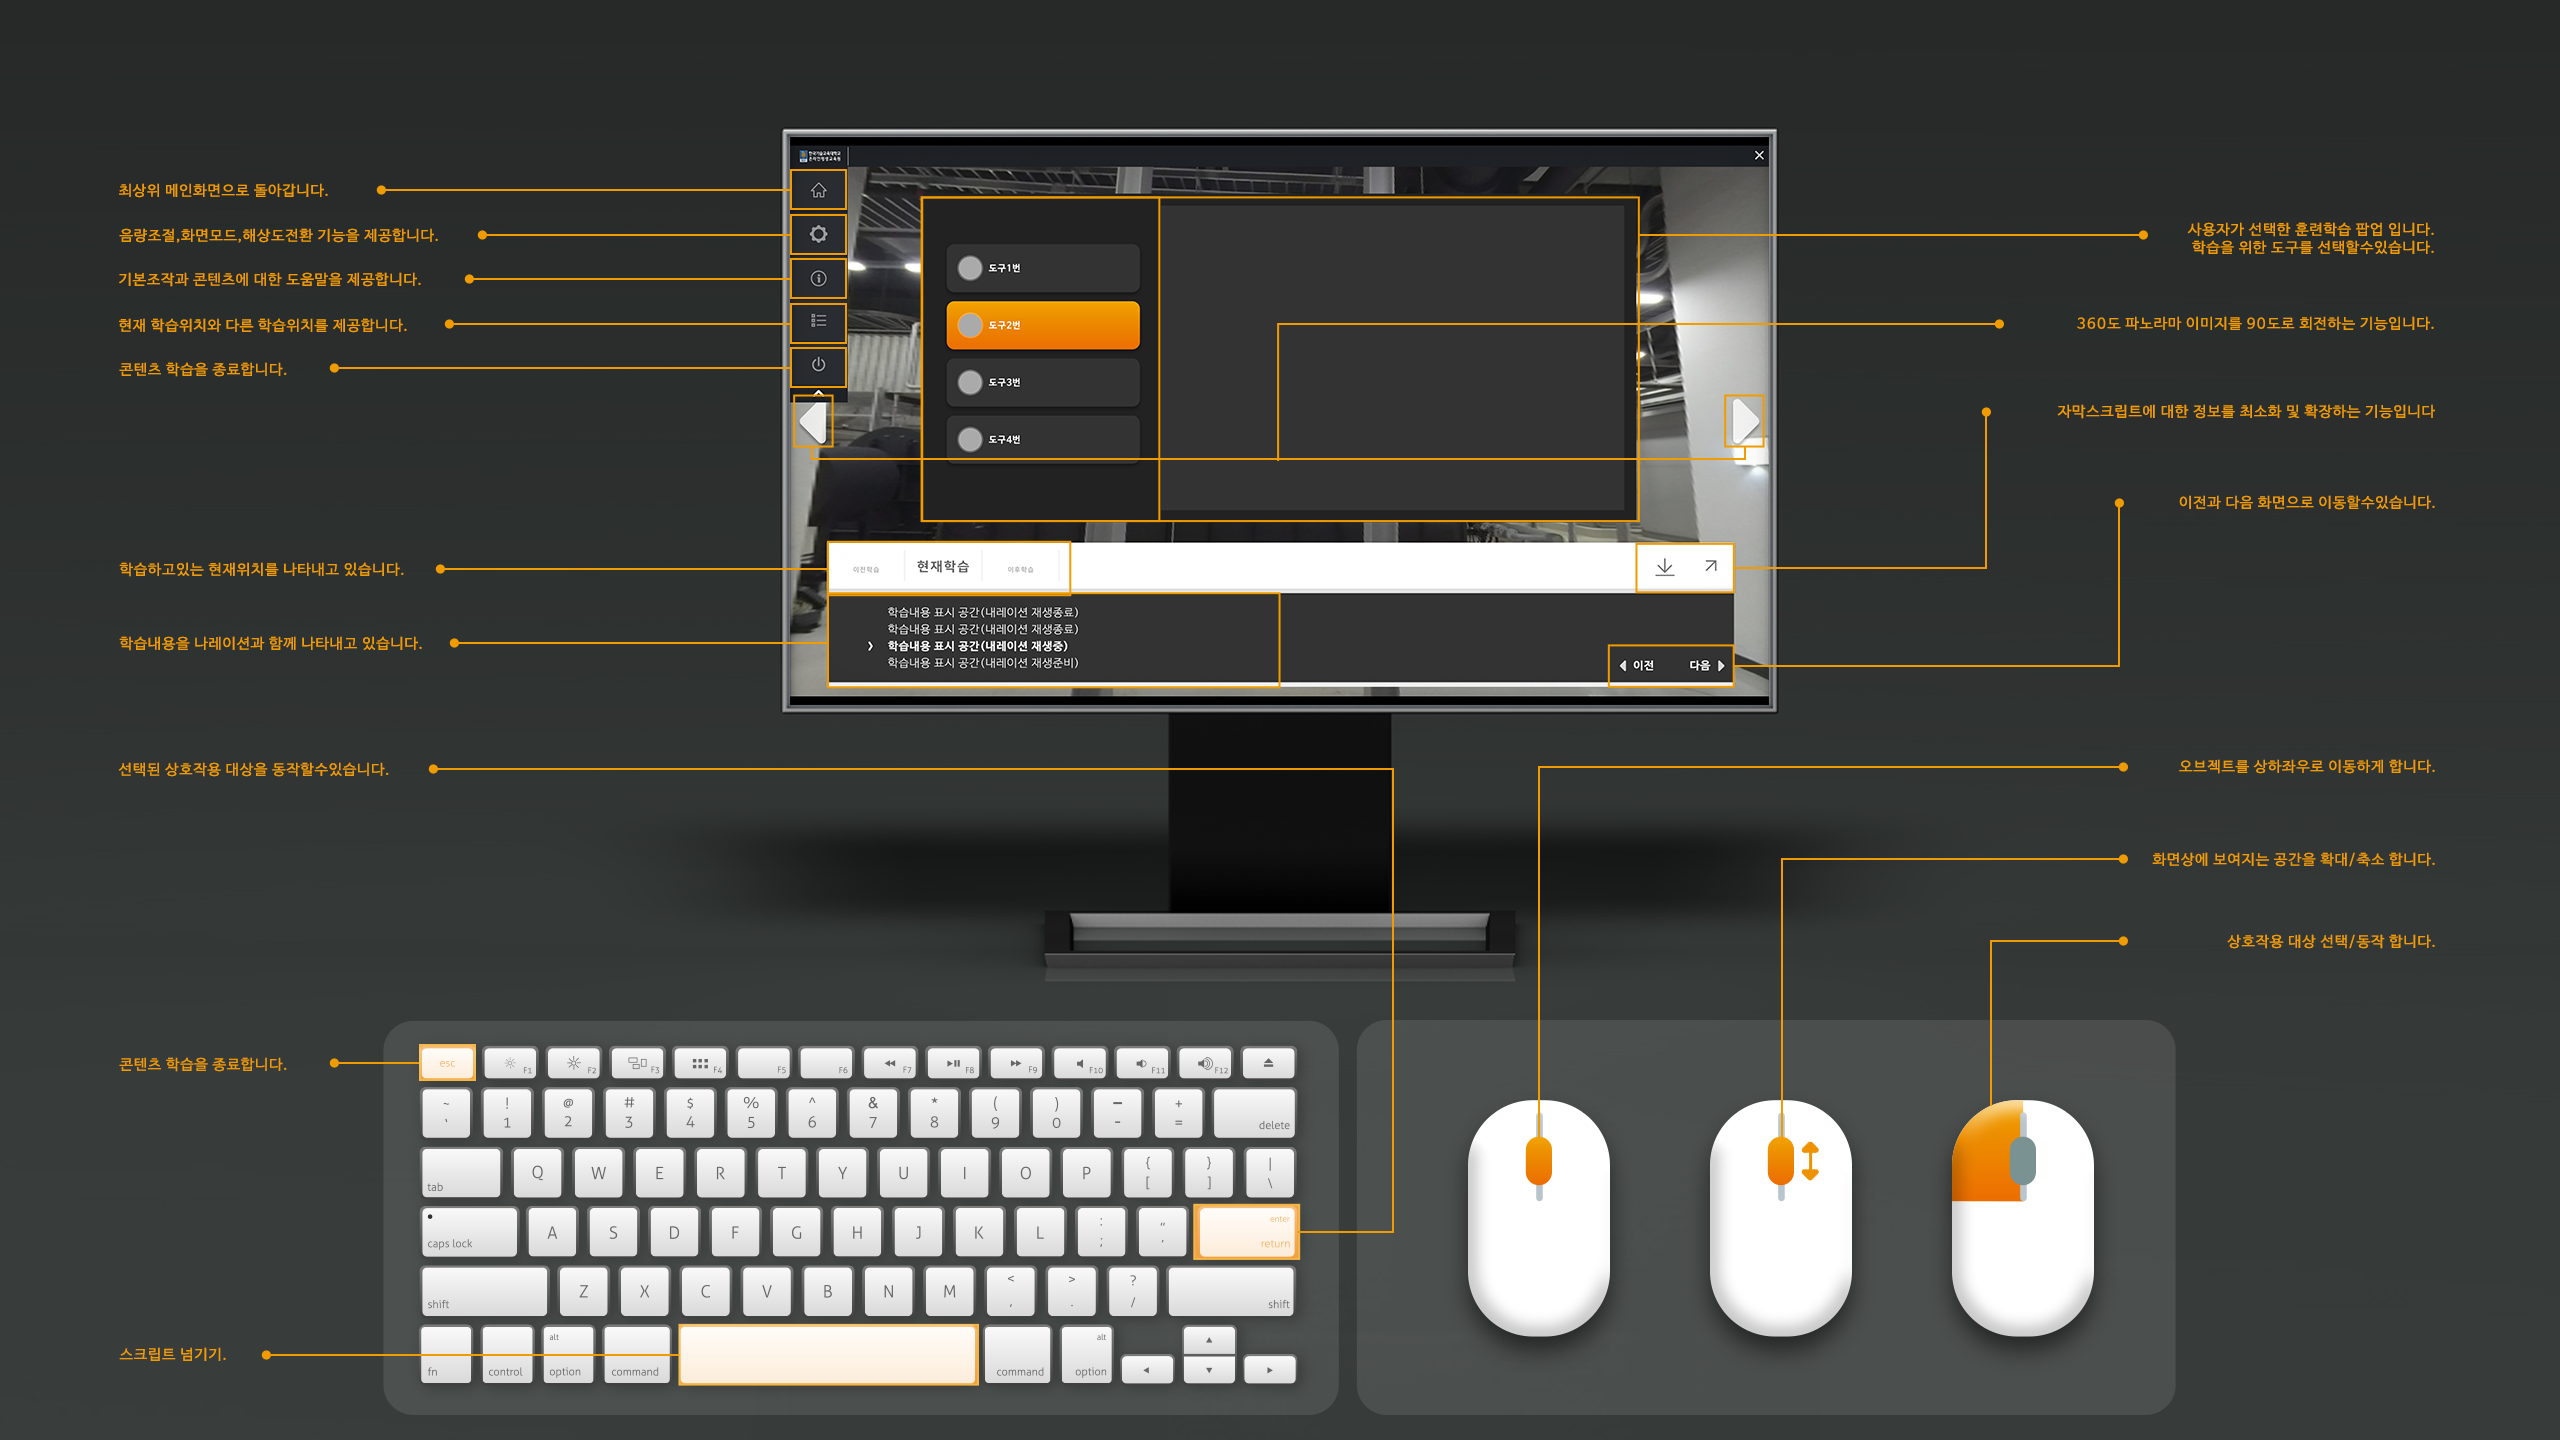 한국기술교육대학교
온라인평생교육원
최상위 메인화면으로 돌아갑니다.
음량조절,화면모드,해상도전환 기능을 제공합니다.
기본조작과 콘텐츠에 대한 도움말을 제공합니다.
현재 학습위치와 다른 학습위치를 제공합니다.
콘텐츠 학습을 종료합니다.
학습하고있는 현재위치를 나타내고 있습니다.
학습내용을 나레이션과 함께 나타내고 있습니다.
선택된 상호작용 대상을 동작할수있습니다.
콘텐츠 학습을 종료합니다.
스크립트 넘기기.
도구1번
도구2번
도구3번
도구4번
이전학습
현재학습
이후학습
학습내용 표시 공간(내레이션 재생종료)
학습내용 표시 공간(내레이션 재생종료)
학습내용 표시 공간(내레이션 재생중)
학습내용 표시 공간(내레이션 재생준비)
이전 다음
사용자가 선택한 훈련학습 팝업 입니다.
학습을 위한 도구를 선택할수있습니다.
360도 파노라마 이미지를 90도로 회전하는 기능입니다.
자막스크립트에 대한 정보를 최소화 및 확장하는 기능입니다
이전과 다음 화면으로 이동할수있습니다.
오브젝트를 상하좌우로 이동하게 합니다.
화면상에 보여지는 공간을 확대/축소 합니다.
상호작용 대상 선택/동작 합니다.
esc F1 F2 F3 F4 F5 F6 F7 F8 F9 F10 F11 F12
~ ! @ # $ % ^ & * ( ) − +
` 1 2 3 4 5 6 7 8 9 0 - = delete
tab Q W E R T Y U I O P { [ } ] | \
caps lock A S D F G H J K L : ; " ' enter return
shift Z X C V B N M < , > . ? / shift
fn control alt option command command alt option